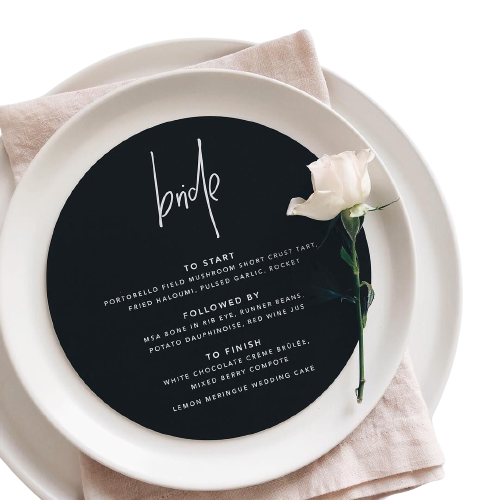 bride
TO START
PORTOBELLO FIELD MUSHROOM SHORT CRUST TART,
FRIED HALOUMI, PULSED GARLIC, ROCKET
FOLLOWED BY
MSA BONE IN RIB EYE, RUNNER BEANS,
POTATO DAUPHINOISE, RED WINE JUS
TO FINISH
WHITE CHOCOLATE CRÈME BRÛLÉE,
MIXED BERRY COMPOTE
LEMON MERINGUE WEDDING CAKE